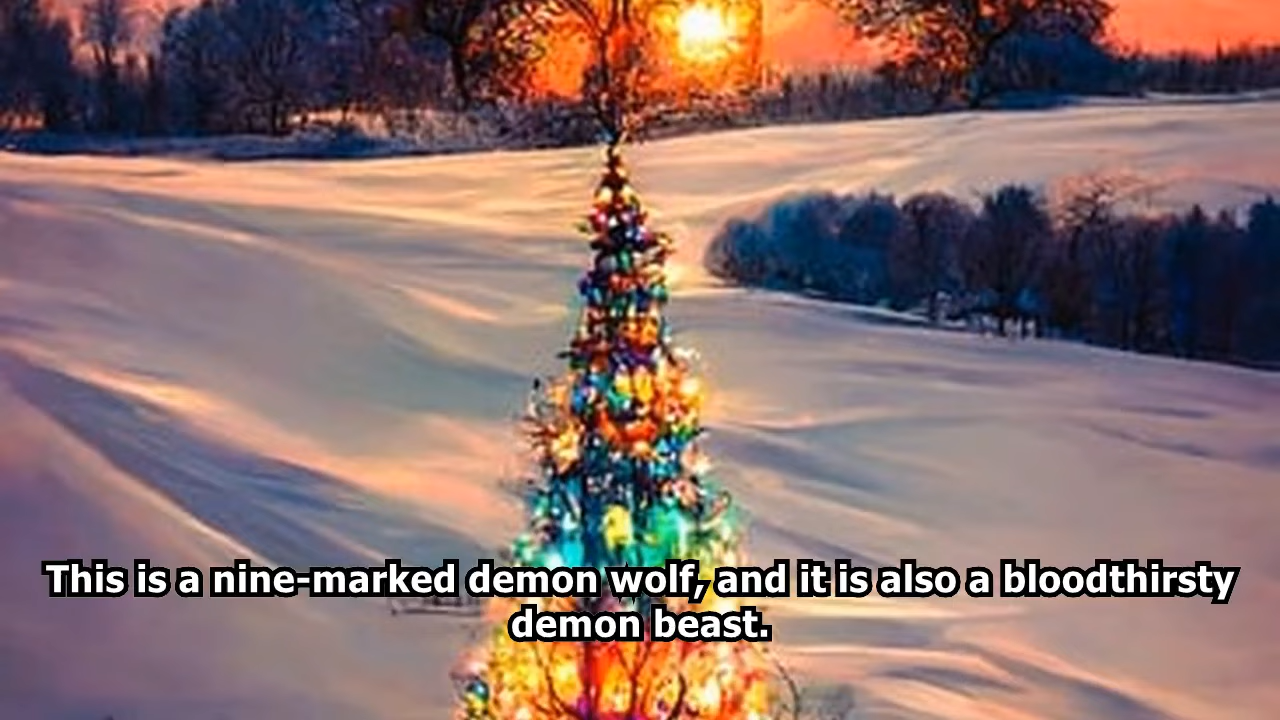 This is a nine-marked demon wolf, and it is also a bloodthirsty
demon beast.